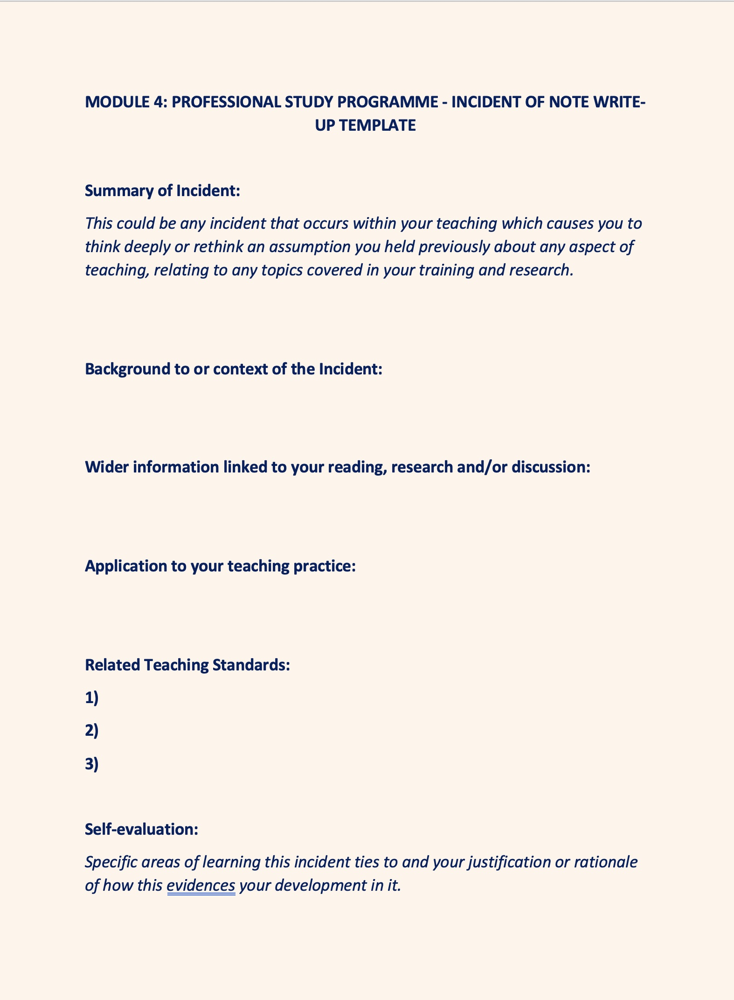 MODULE 4: PROFESSIONAL STUDY PROGRAMME - INCIDENT OF NOTE WRITE-
UP TEMPLATE
Summary of Incident:
This could be any incident that occurs within your teaching which causes you to
think deeply or rethink an assumption you held previously about any aspect of
teaching, relating to any topics covered in your training and research.
Background to or context of the Incident:
Wider information linked to your reading, research and/or discussion:
Application to your teaching practice:
Related Teaching Standards:
1)
2)
3)
Self-evaluation:
Specific areas of learning this incident ties to and your justification or rationale
of how this evidences your development in it.